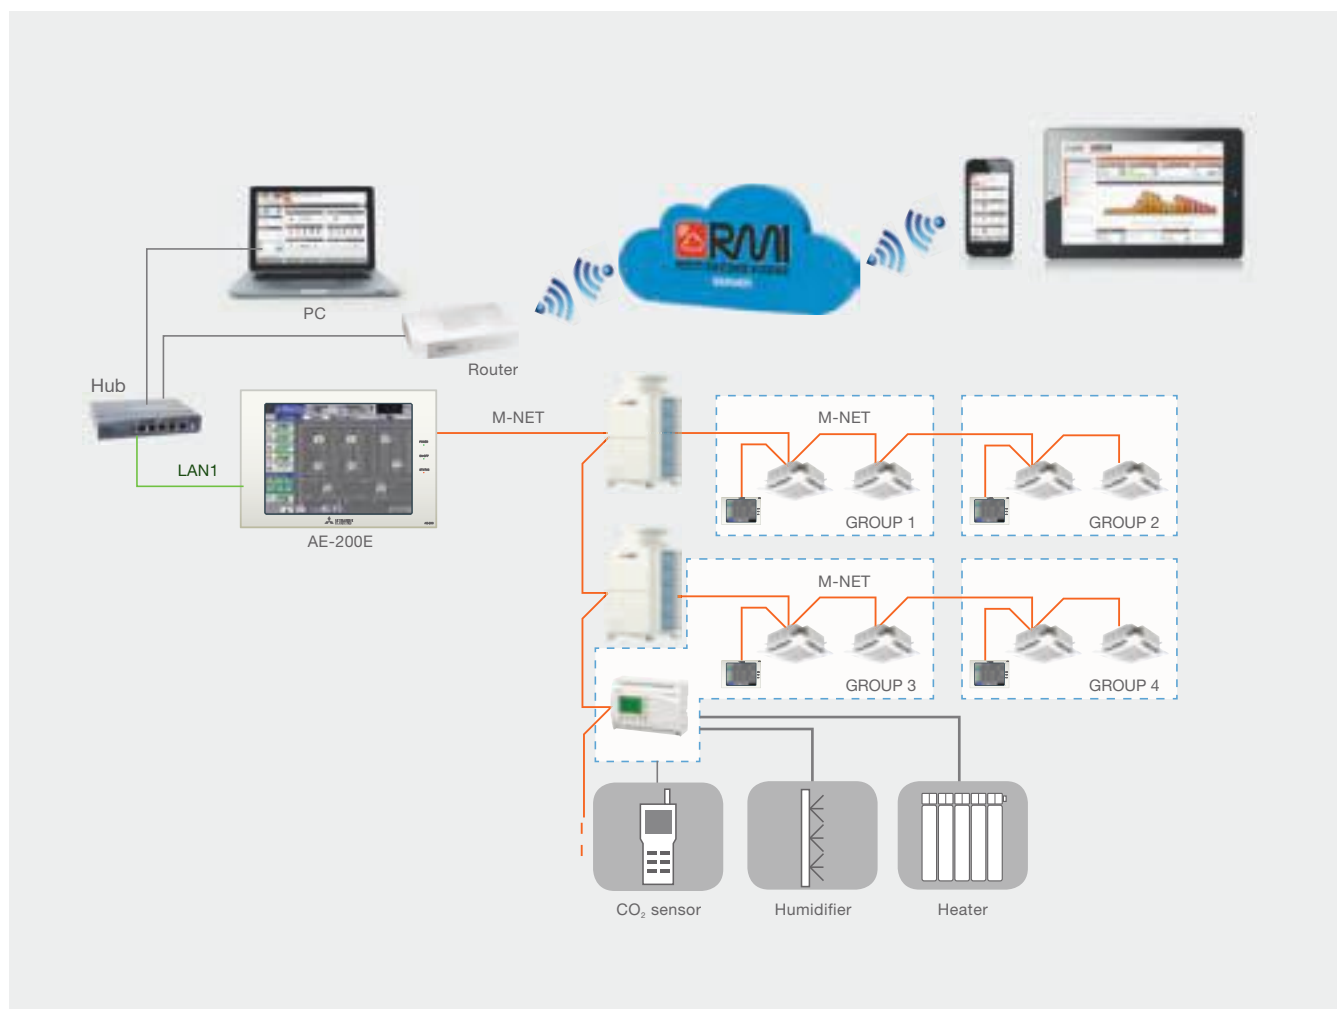 RMI
PC
Router
Hub
M-NET
M-NET
LAN1
GROUP 1
GROUP 2
AE-200E
M-NET
GROUP 3
GROUP 4
CO₂ sensor
Humidifier
Heater